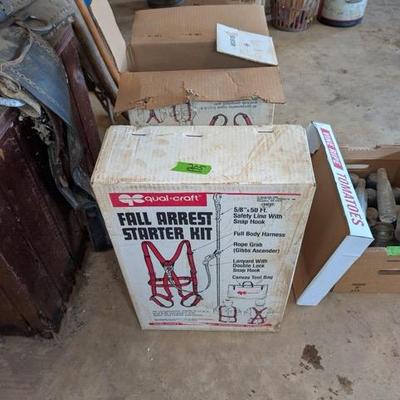 qual-craft
FALL ARREST
STARTER KIT
5/8" x 50 Ft.
Safety Line With
Snap Hook
Full Body Harness
Rope Grab
(Gibbs Ascender)
Lanyard With
Double Lock
Snap Hook
Canvas Tool Bag
TOMATOES